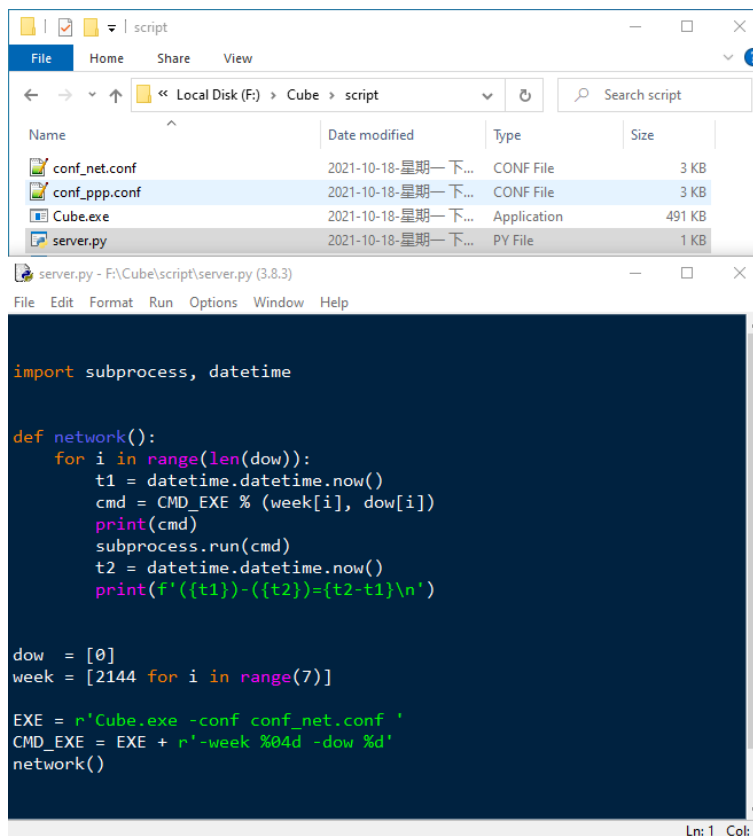 script
File Home Share View
« Local Disk (F:) > Cube > script
Search script
Name Date modified Type Size
conf_net.conf 2021-10-18-星期一 下... CONF File 3 KB
conf_ppp.conf 2021-10-18-星期一 下... CONF File 3 KB
Cube.exe 2021-10-18-星期一 下... Application 491 KB
server.py 2021-10-18-星期一 下... PY File 1 KB
server.py - F:\Cube\script\server.py (3.8.3)
File Edit Format Run Options Window Help
import subprocess, datetime
def network():
    for i in range(len(dow)):
        t1 = datetime.datetime.now()
        cmd = CMD_EXE % (week[i], dow[i])
        print(cmd)
        subprocess.run(cmd)
        t2 = datetime.datetime.now()
        print(f'({t1})-({t2})={t2-t1}\n')
dow  = [0]
week = [2144 for i in range(7)]
EXE = r'Cube.exe -conf conf_net.conf '
CMD_EXE = EXE + r'-week %04d -dow %d'
network()
Ln: 1 Col: